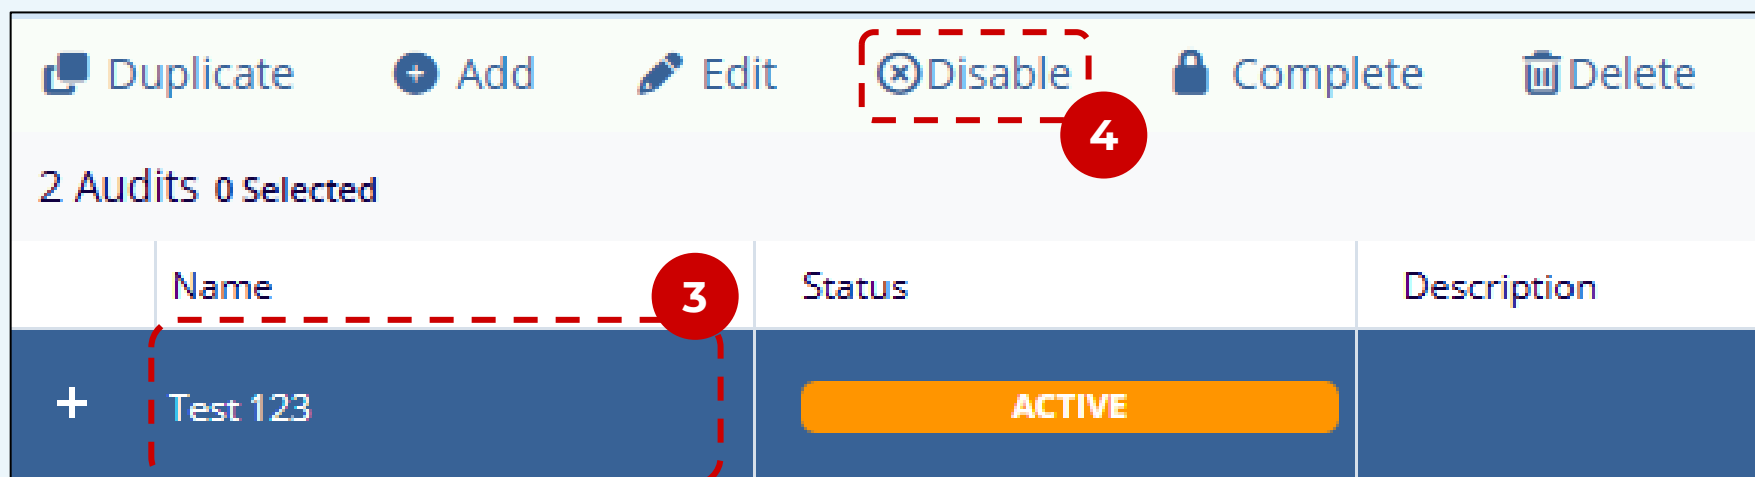 Duplicate Add Edit Disable Complete Delete
4
2 Audits 0 Selected
Name 3 Status Description
+ Test 123 ACTIVE